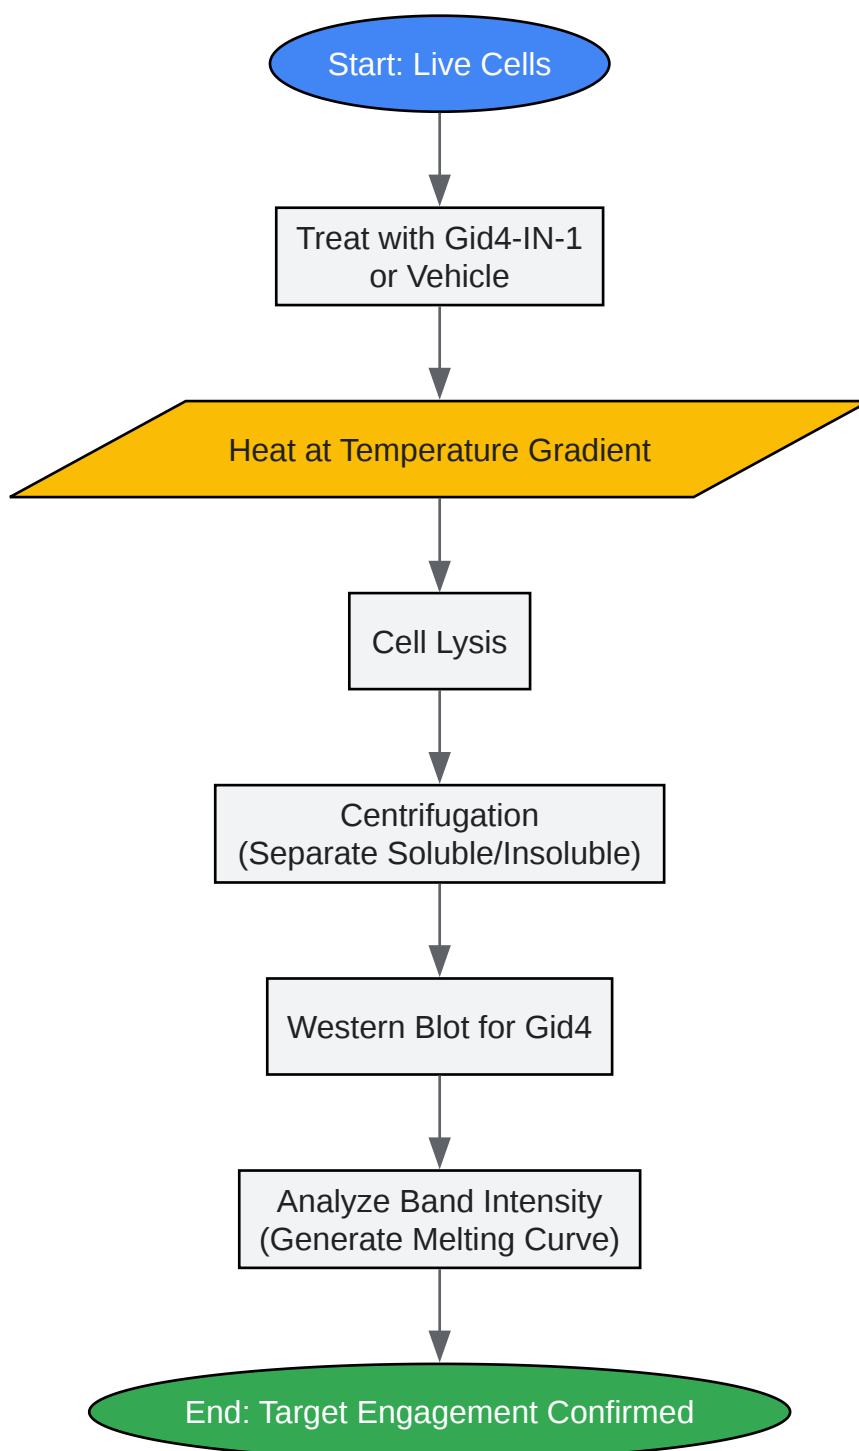 Start: Live Cells
Treat with Gid4-IN-1
or Vehicle
Heat at Temperature Gradient
Cell Lysis
Centrifugation
(Separate Soluble/Insoluble)
Western Blot for Gid4
Analyze Band Intensity
(Generate Melting Curve)
End: Target Engagement Confirmed